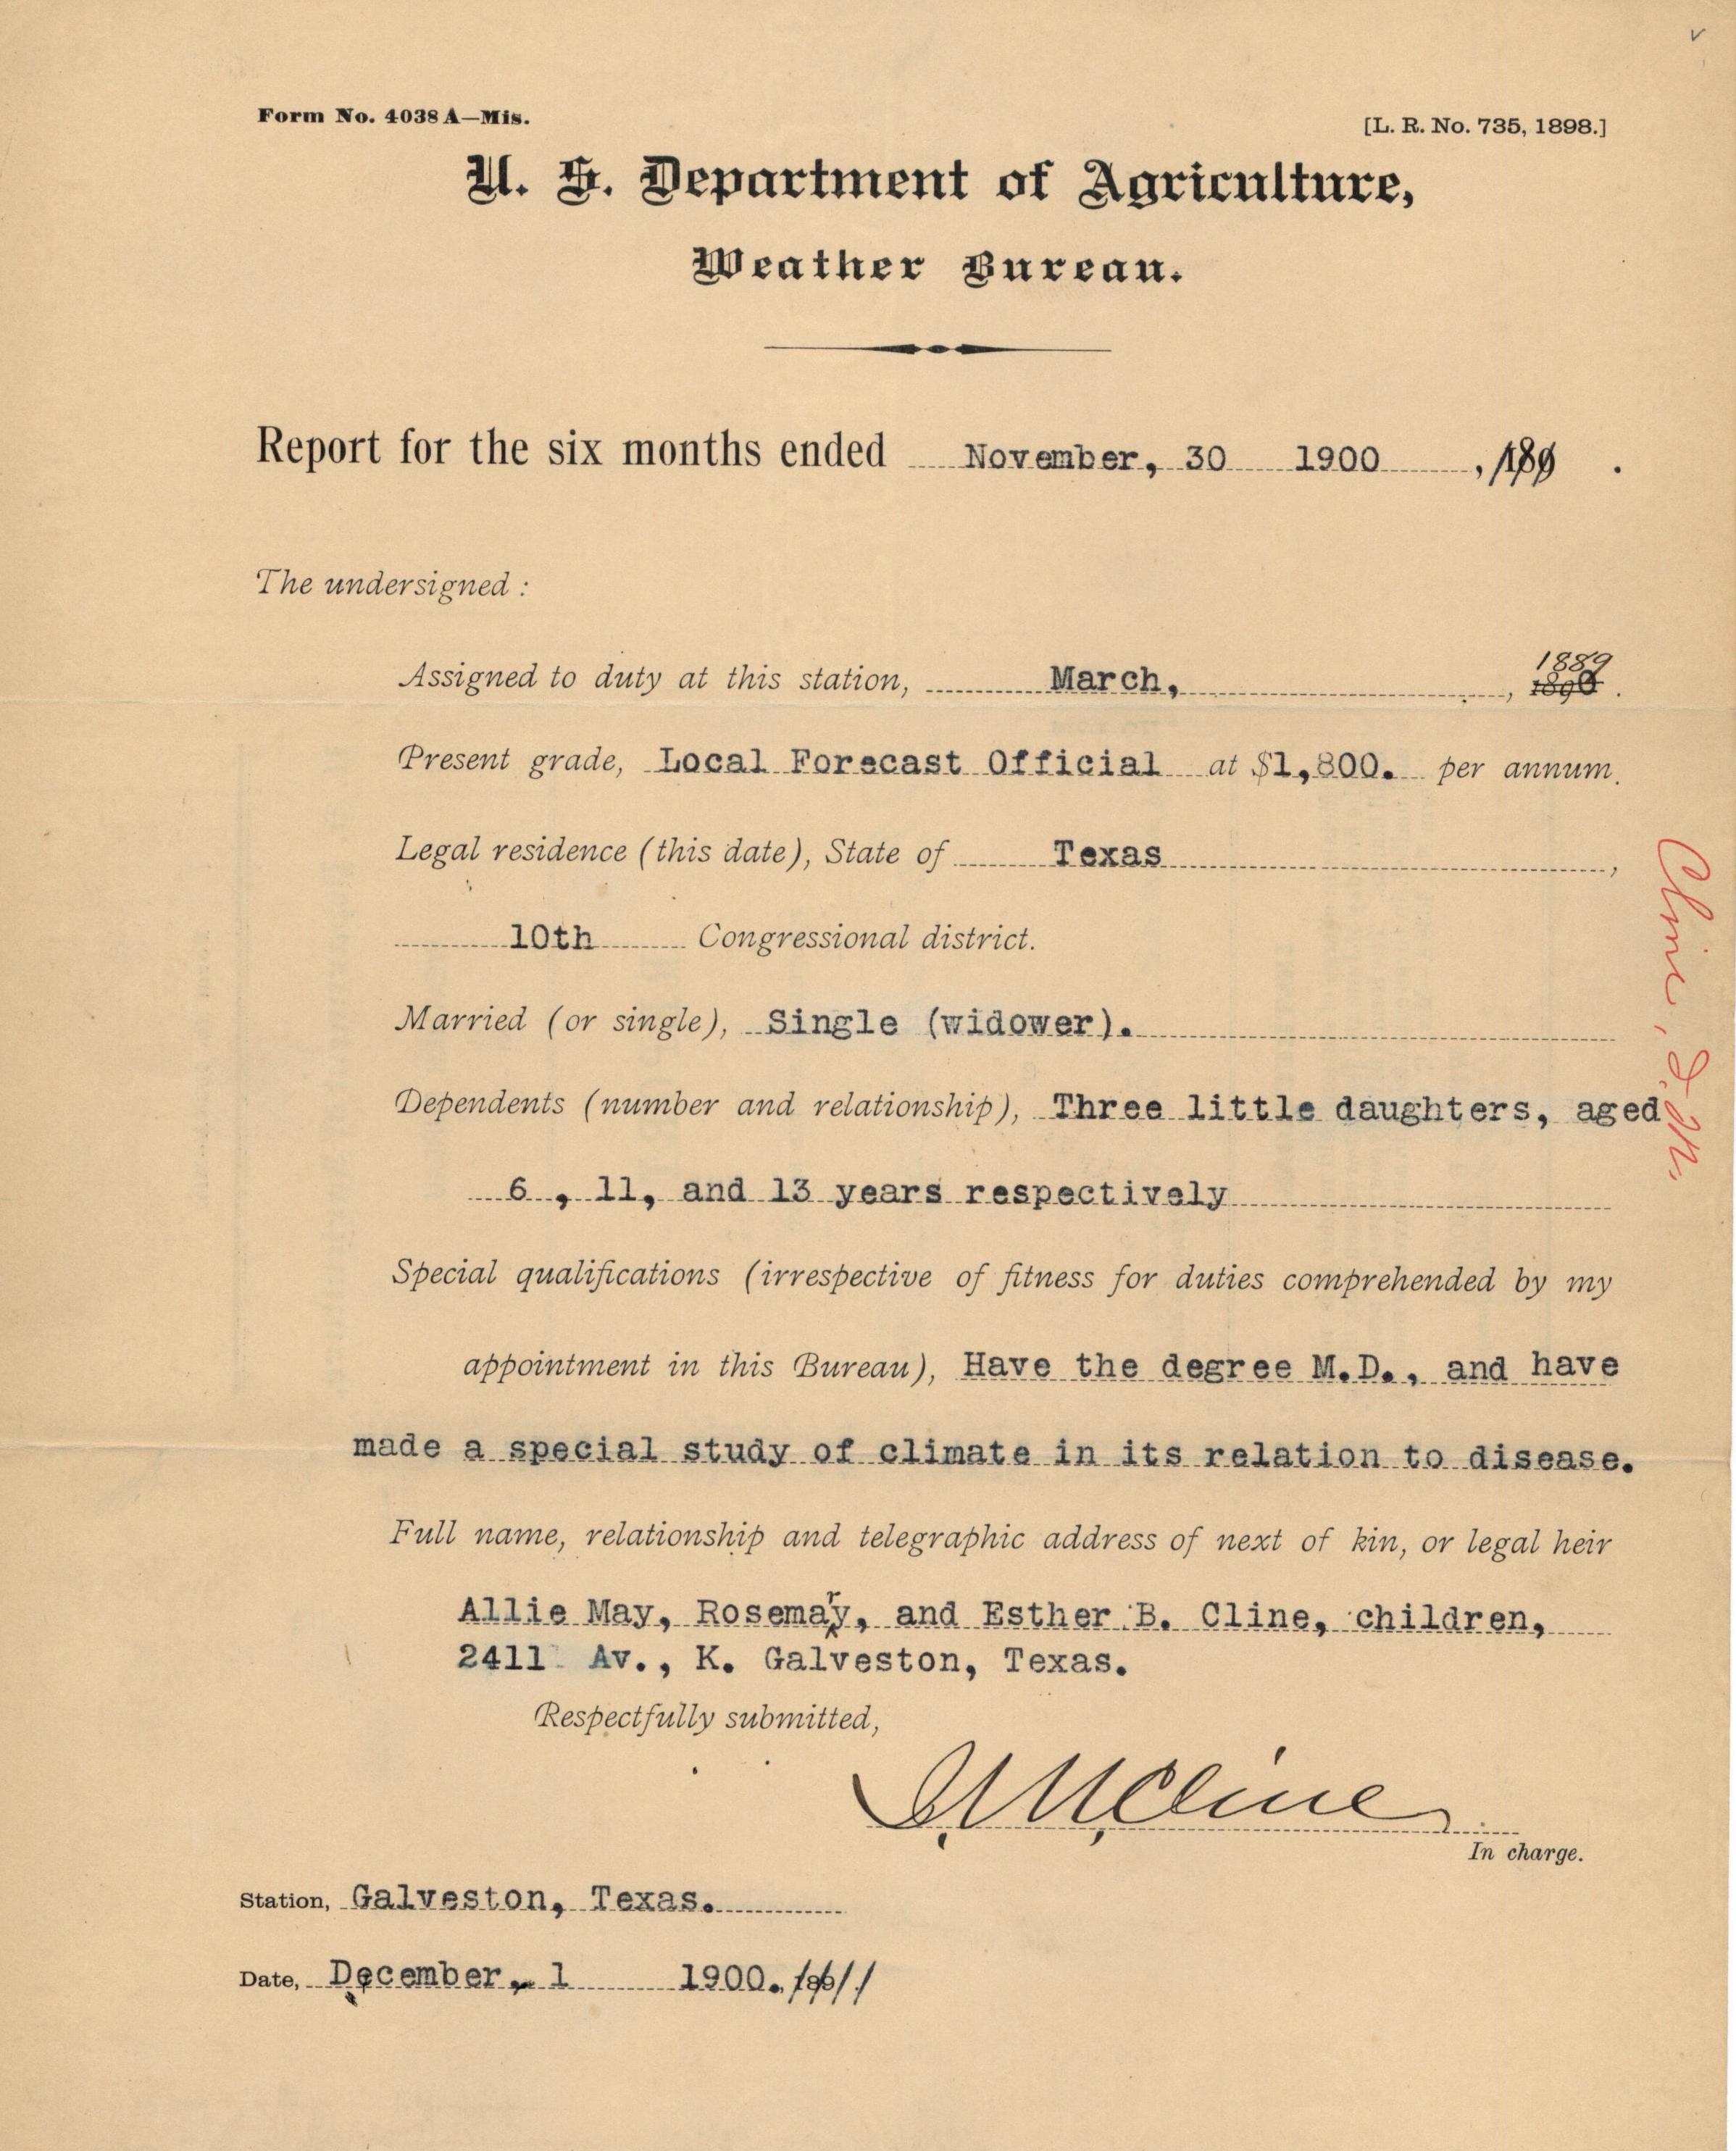 Form No. 4038 A—Mis.
[L. R. No. 735, 1898.]
U. S. Department of Agriculture,
Weather Bureau.
Report for the six months ended November, 30 1900, 189 .
The undersigned :
Assigned to duty at this station, March, , 1889
189
Present grade, Local Forecast Official at $1,800. per annum.
Legal residence (this date), State of Texas,
10th Congressional district.
Married (or single), Single (widower).
Dependents (number and relationship), Three little daughters, aged
6 , 11, and 13 years respectively
Special qualifications (irrespective of fitness for duties comprehended by my
appointment in this Bureau), Have the degree M.D., and have
made a special study of climate in its relation to disease.
Full name, relationship and telegraphic address of next of kin, or legal heir
Allie May, Rosemary, and Esther B. Cline, children,
2411 Av., K. Galveston, Texas.
Respectfully submitted,
I M Cline
In charge.
Station, Galveston, Texas.
Date, December, 1 1900. 189
Cline, I. M.